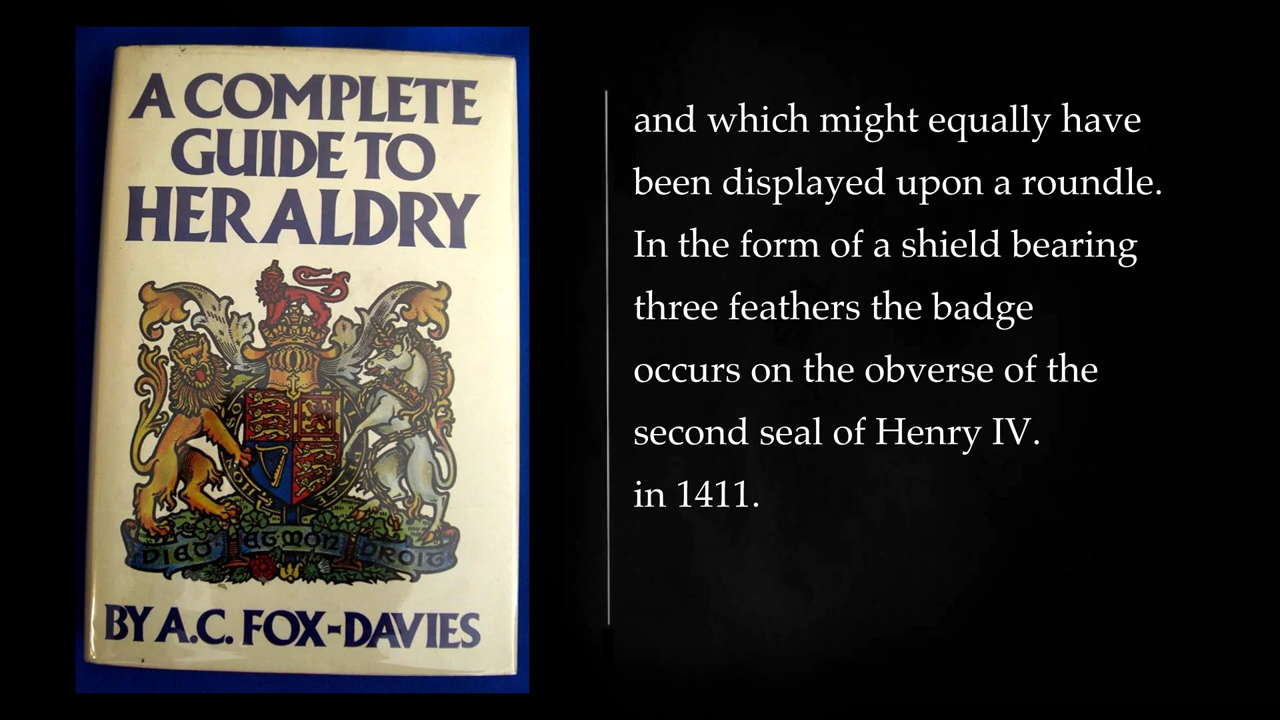 A COMPLETE
GUIDE TO
HERALDRY
DIEU ET MON DROIT
BY A.C. FOX-DAVIES
and which might equally have
been displayed upon a roundle.
In the form of a shield bearing
three feathers the badge
occurs on the obverse of the
second seal of Henry IV.
in 1411.